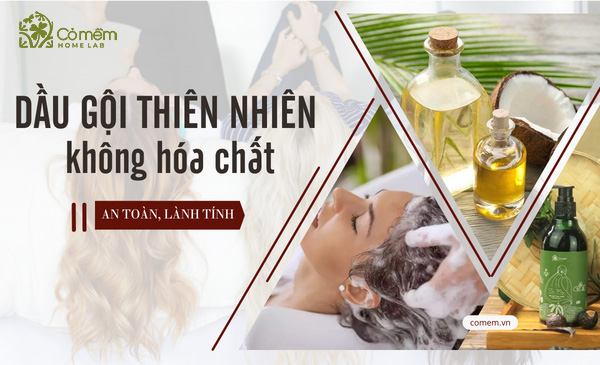 Cỏ mềm
HOME LAB
DẦU GỘI THIÊN NHIÊN
không hóa chất
AN TOÀN, LÀNH TÍNH
comem.vn